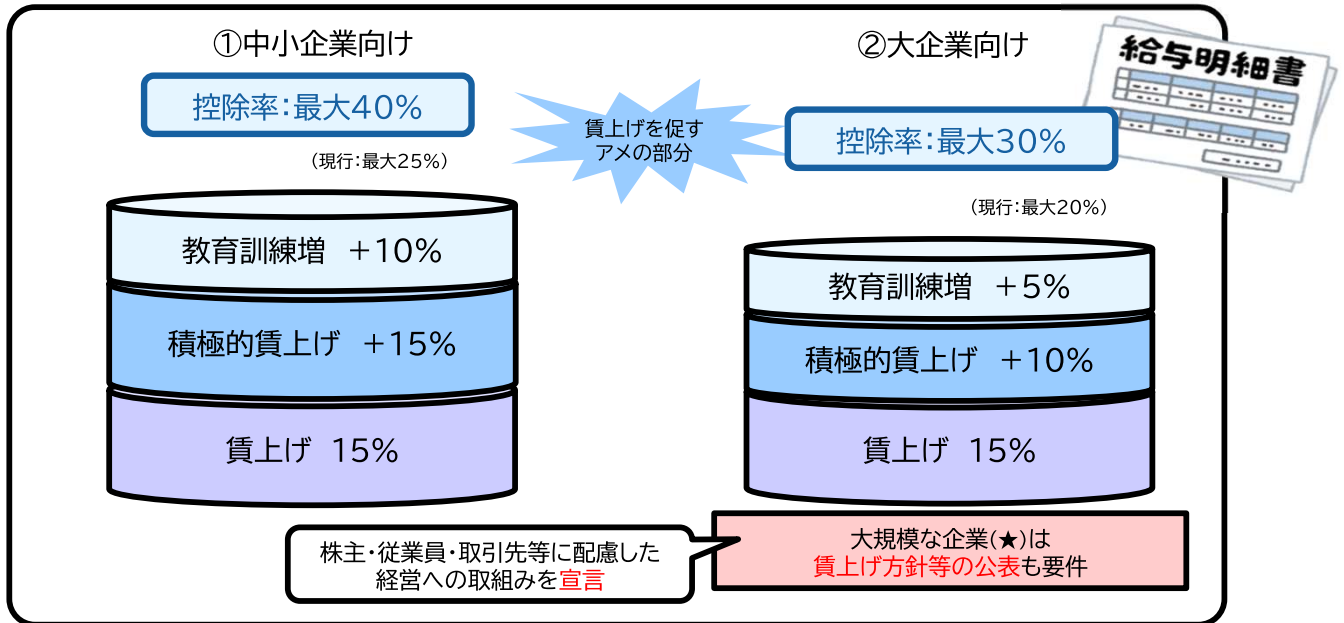 ①中小企業向け
控除率：最大40%
（現行：最大25%）
教育訓練増　＋10%
積極的賃上げ　＋15%
賃上げ　15%
賃上げを促す
アメの部分
②大企業向け
給与明細書
控除率：最大30%
（現行：最大20%）
教育訓練増　＋5%
積極的賃上げ　＋10%
賃上げ　15%
株主・従業員・取引先等に配慮した
経営への取組みを宣言
大規模な企業(★)は
賃上げ方針等の公表も要件